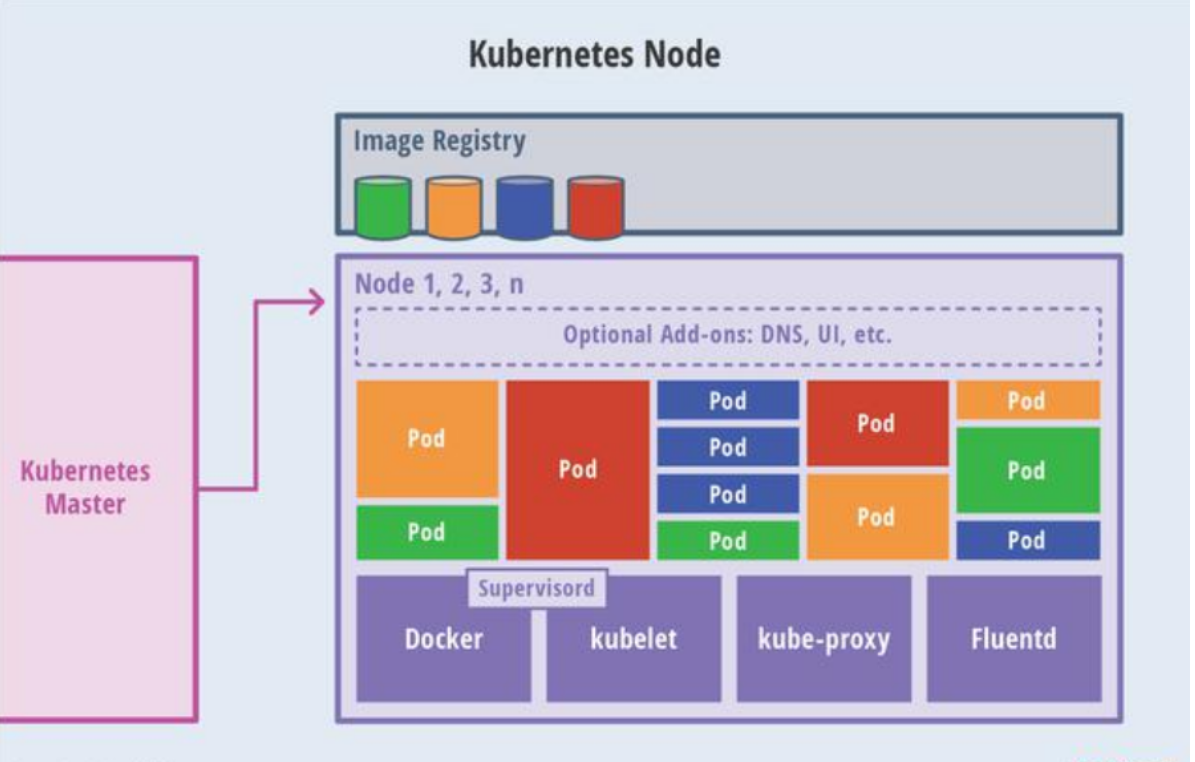 Kubernetes Node
Image Registry
Node 1, 2, 3, n
Optional Add-ons: DNS, UI, etc.
Kubernetes
Master
Pod
Pod
Pod
Pod
Pod
Pod
Pod
Pod
Pod
Pod
Pod
Pod
Pod
Supervisord
Docker
kubelet
kube-proxy
Fluentd